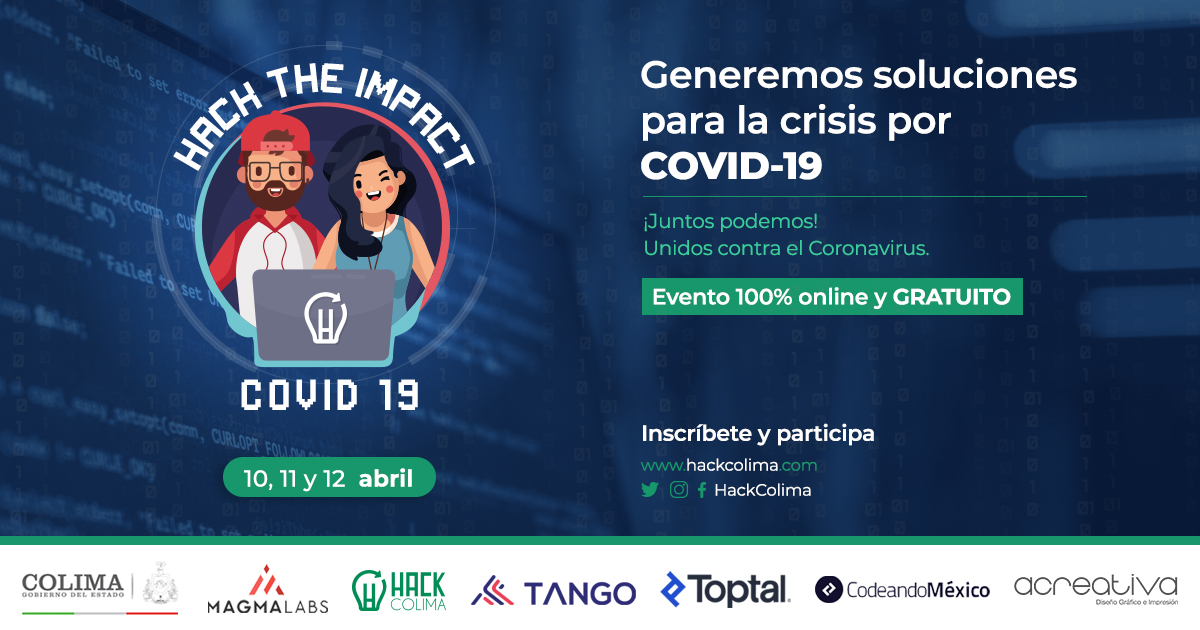 HACK THE IMPACT
COVID 19
10, 11 y 12 abril
Generemos soluciones
para la crisis por
COVID-19
¡Juntos podemos!
Unidos contra el Coronavirus.
Evento 100% online y GRATUITO
Inscríbete y participa
www.hackcolima.com
HackColima
COLIMA
GOBIERNO DEL ESTADO
MAGMALABS
HACK
COLIMA
TANGO
Toptal.
CodeandoMéxico
acreativa
Diseño Gráfico e Impresión